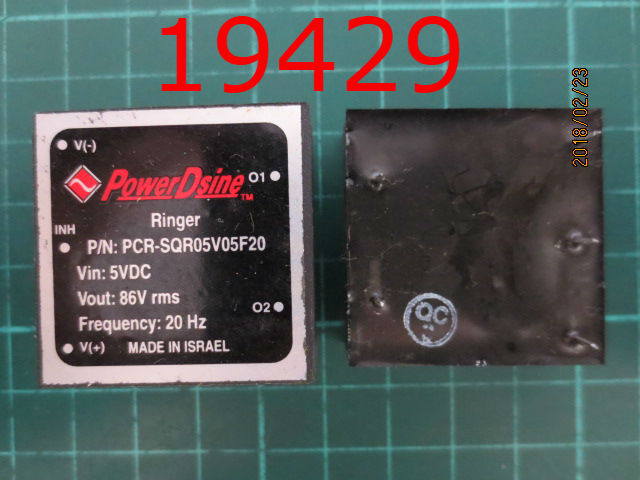 19429
2018/02/23
V(-)
PowerDsine™
O1
Ringer
INH
P/N: PCR-SQR05V05F20
Vin: 5VDC
Vout: 86V rms
O2
Frequency: 20 Hz
V(+) MADE IN ISRAEL
QC